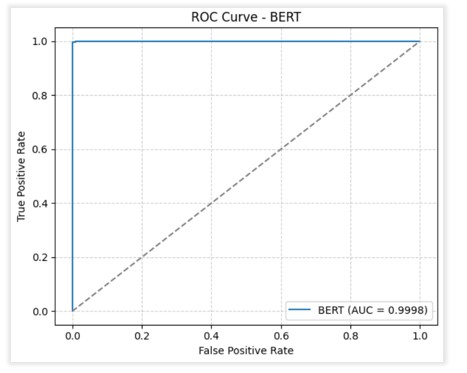 ROC Curve - BERT
1.0
0.8
0.6
0.4
0.2
0.0
True Positive Rate
BERT (AUC = 0.9998)
0.0 0.2 0.4 0.6 0.8 1.0
False Positive Rate